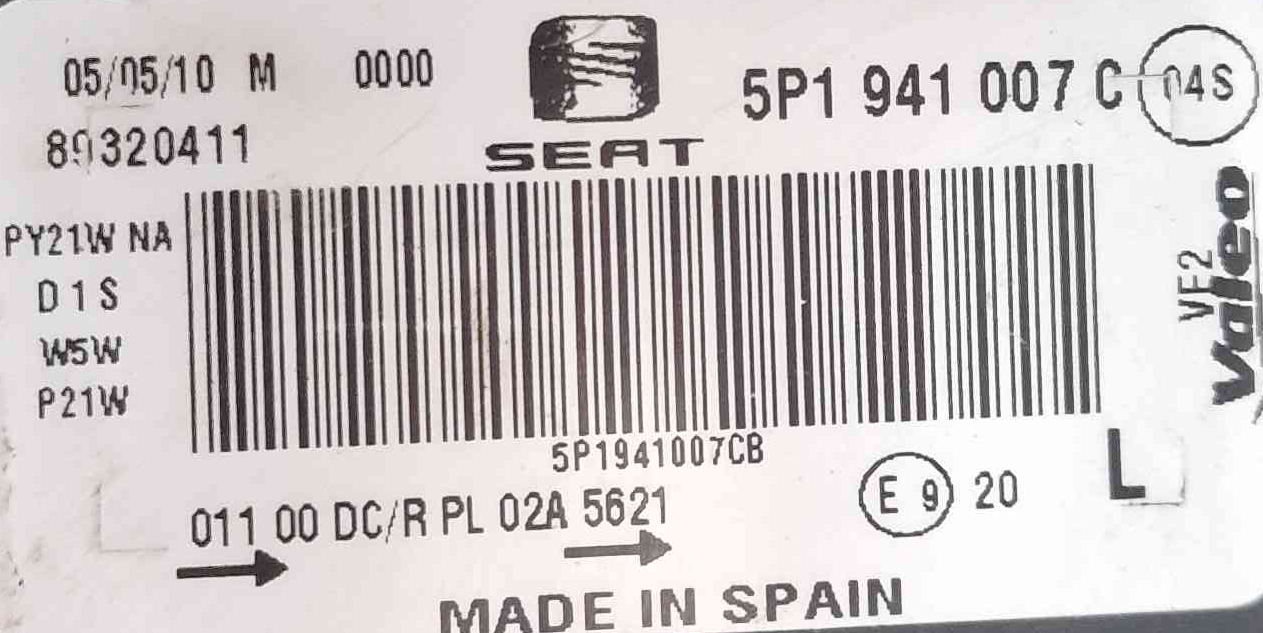 05/05/10 M 0000
SEAT
5P1 941 007 C 04S
89320411
PY21W NA
D1S
W5W
P21W
VF2
Valeo
5P1941007CB
011 00 DC/R PL 02A 5621
E 9 20
L
MADE IN SPAIN